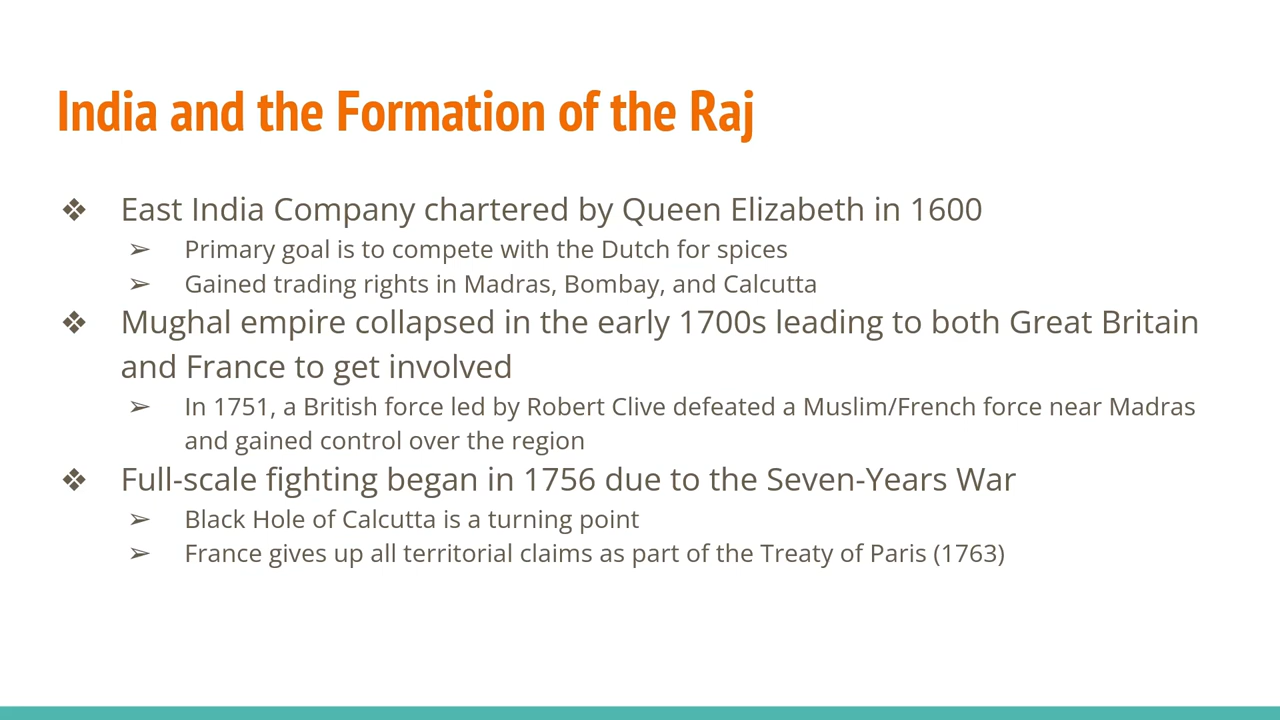 India and the Formation of the Raj
❖ East India Company chartered by Queen Elizabeth in 1600
➢ Primary goal is to compete with the Dutch for spices
➢ Gained trading rights in Madras, Bombay, and Calcutta
❖ Mughal empire collapsed in the early 1700s leading to both Great Britain
and France to get involved
➢ In 1751, a British force led by Robert Clive defeated a Muslim/French force near Madras
and gained control over the region
❖ Full-scale fighting began in 1756 due to the Seven-Years War
➢ Black Hole of Calcutta is a turning point
➢ France gives up all territorial claims as part of the Treaty of Paris (1763)